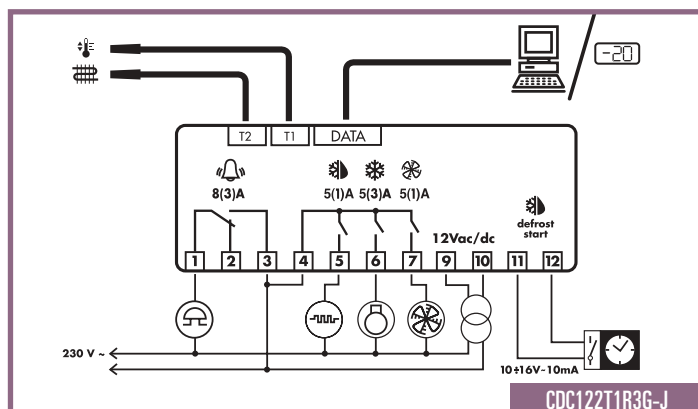 -20
T2 T1 DATA
8(3)A 5(1)A 5(3)A 5(1)A
defrost
start
12Vac/dc
1 2 3 4 5 6 7 9 10 11 12
230 V ~
10÷16V~10mA
CDC122T1R3G-J